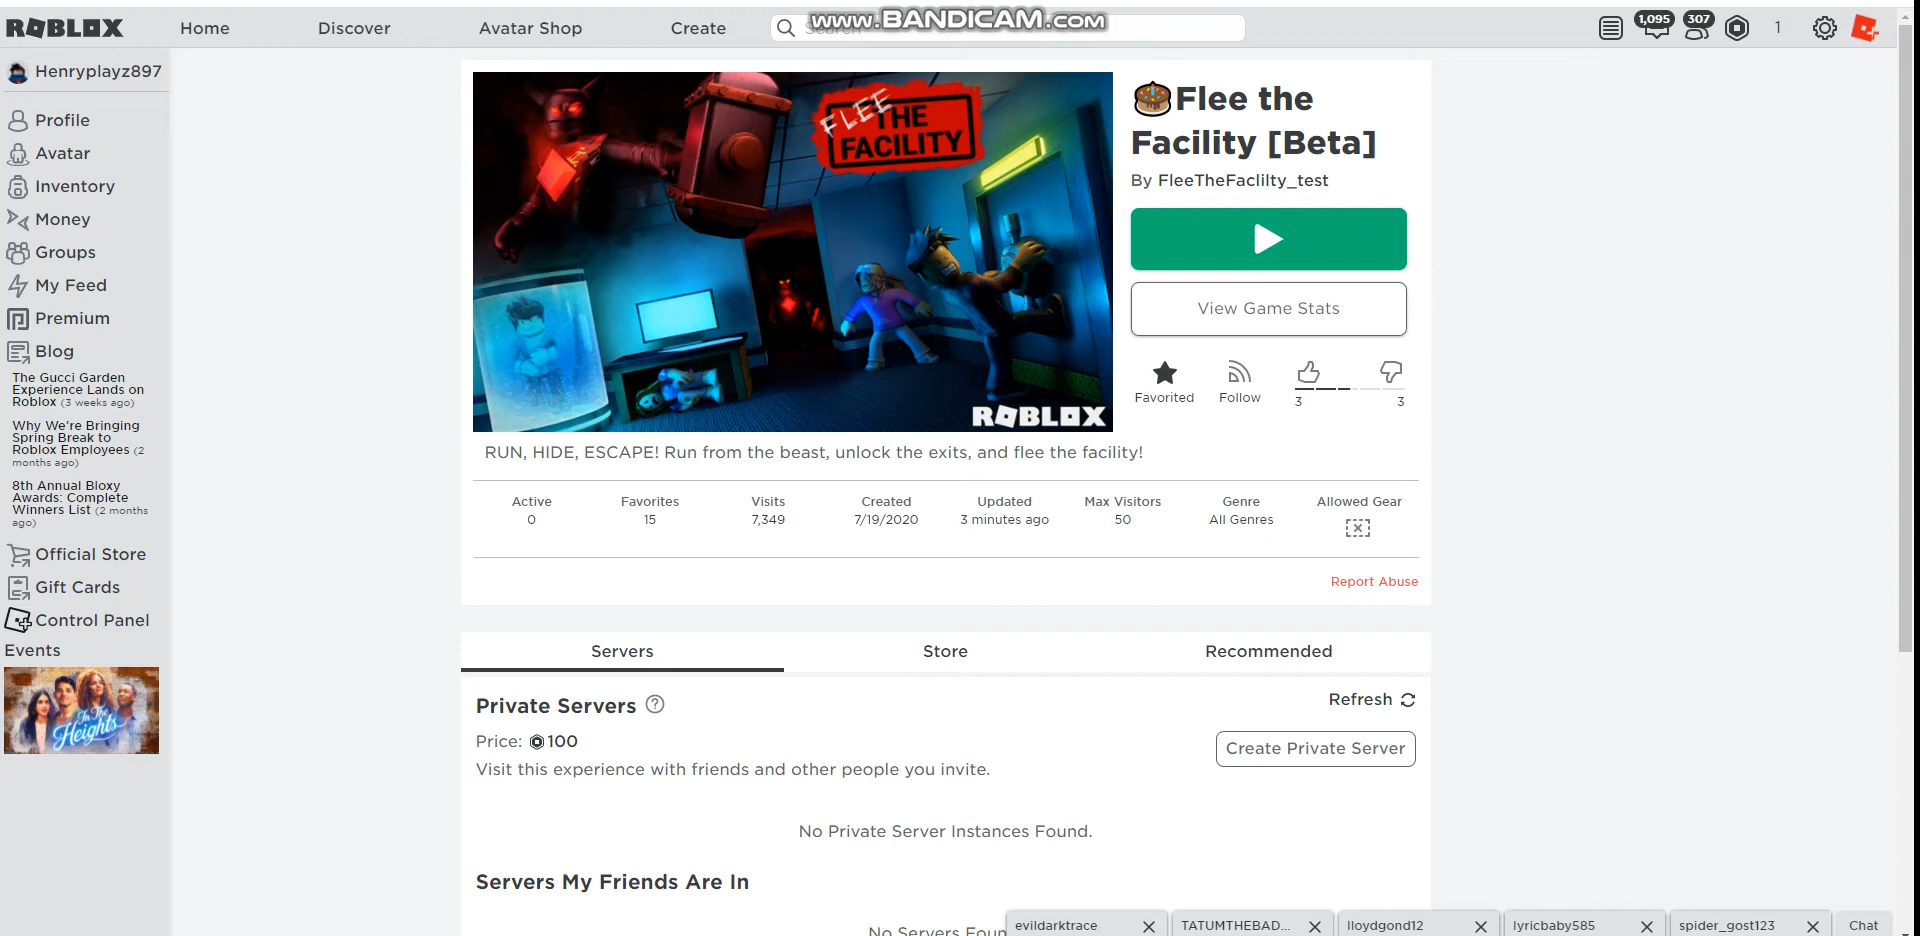 ROBLOX
Home
Discover
Avatar Shop
Create
Search
www.BANDICAM.com
1,095
307
1
Henryplayz897
Profile
Avatar
Inventory
Money
Groups
My Feed
Premium
Blog
The Gucci Garden
Experience Lands on
Roblox (3 weeks ago)
Why We're Bringing
Spring Break to
Roblox Employees (2
months ago)
8th Annual Bloxy
Awards: Complete
Winners List (2 months
ago)
Official Store
Gift Cards
Control Panel
Events
In The
Heights
FLEE
THE
FACILITY
ROBLOX
Flee the
Facility [Beta]
By FleeTheFaclilty_test
View Game Stats
Favorited
Follow
3
3
RUN, HIDE, ESCAPE! Run from the beast, unlock the exits, and flee the facility!
Active
0
Favorites
15
Visits
7,349
Created
7/19/2020
Updated
3 minutes ago
Max Visitors
50
Genre
All Genres
Allowed Gear
Report Abuse
Servers
Store
Recommended
Private Servers
Refresh
Price: 100
Create Private Server
Visit this experience with friends and other people you invite.
No Private Server Instances Found.
Servers My Friends Are In
No Servers Foun
evildarktrace
TATUMTHEBAD...
lloydgond12
lyricbaby585
spider_gost123
Chat